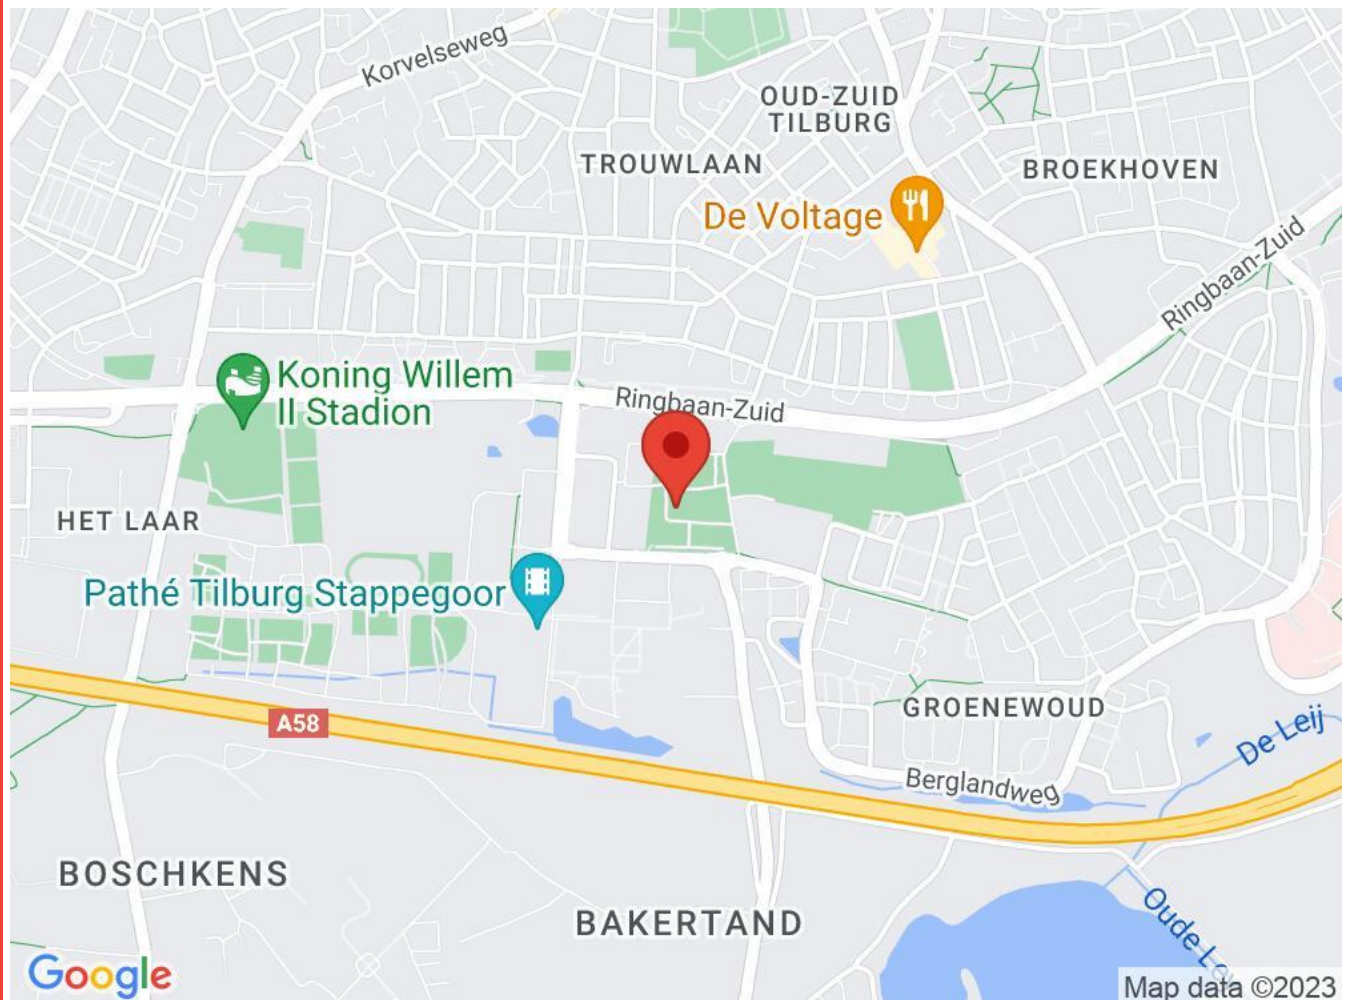 Korvelseweg
OUD-ZUID
TILBURG
TROUWLAAN
BROEKHOVEN
De Voltage
Ringbaan-Zuid
Koning Willem
II Stadion
Ringbaan-Zuid
HET LAAR
Pathé Tilburg Stappegoor
GROENEWOUD
A58
De Leij
Berglandweg
BOSCHKENS
BAKERTAND
Oude
Google
Map data ©2023